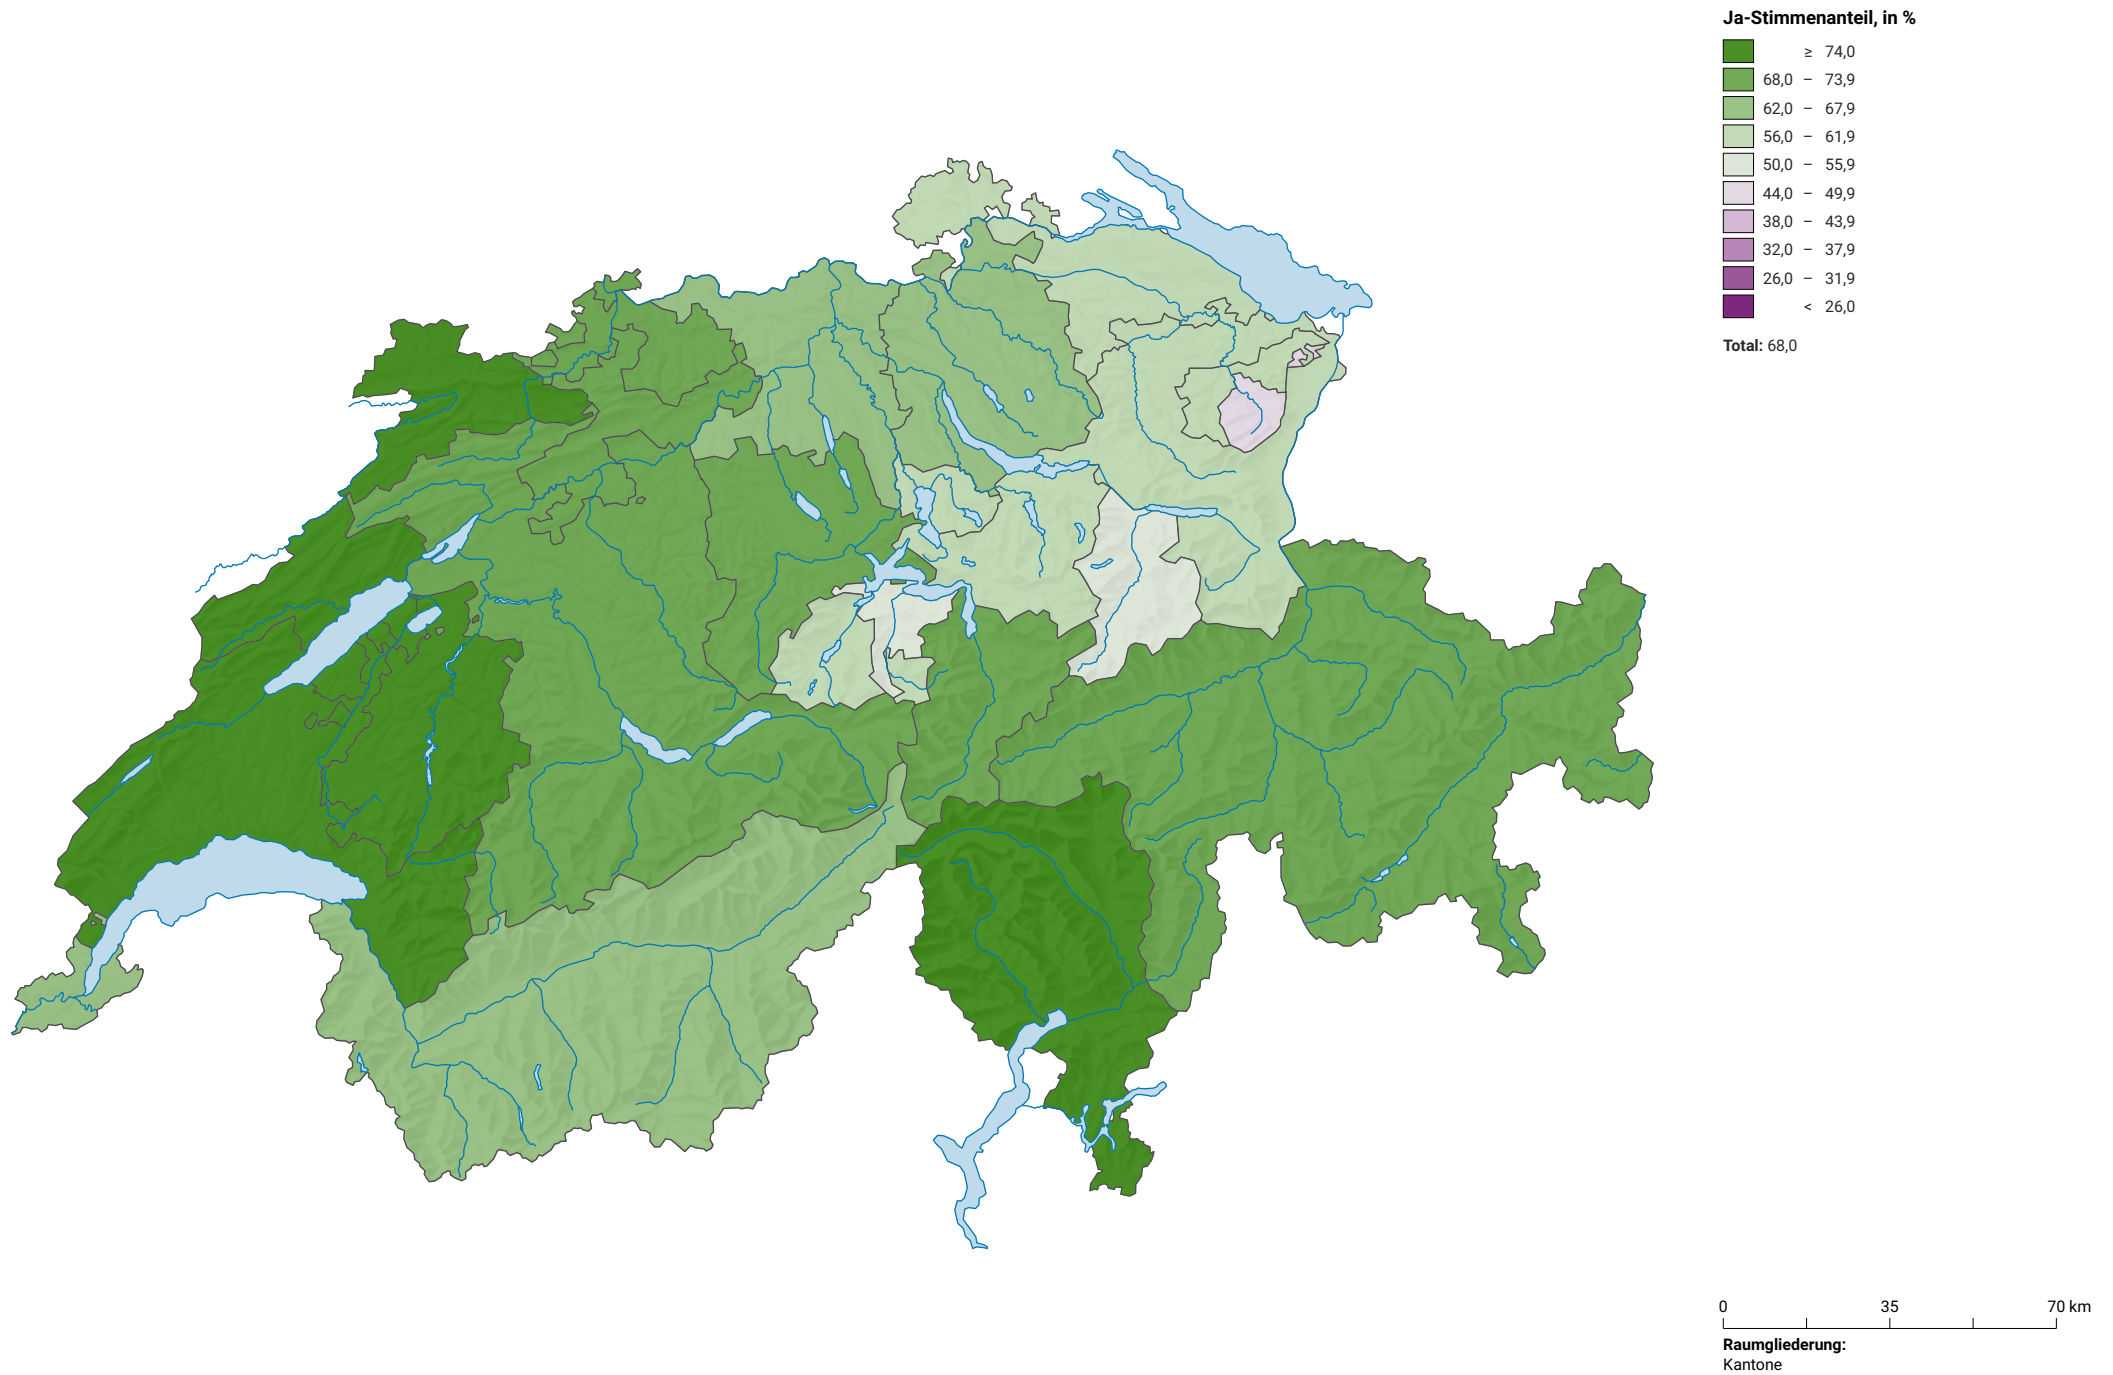 Ja-Stimmenanteil, in %
≥ 74,0
68,0 – 73,9
62,0 – 67,9
56,0 – 61,9
50,0 – 55,9
44,0 – 49,9
38,0 – 43,9
32,0 – 37,9
26,0 – 31,9
< 26,0
Total: 68,0
0 35 70 km
Raumgliederung:
Kantone